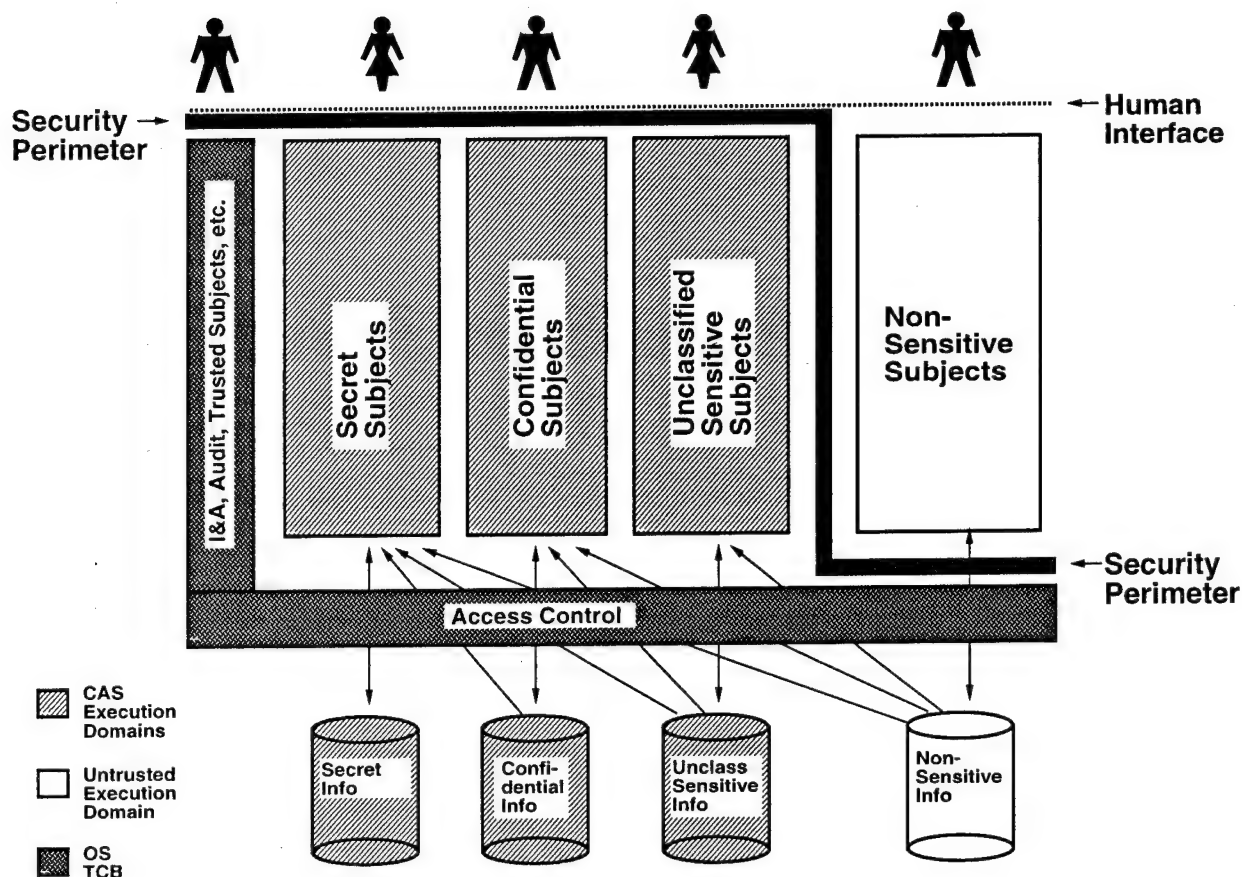 Security
Perimeter
Human
Interface
I&A, Audit, Trusted Subjects, etc.
Secret
Subjects
Confidential
Subjects
Unclassified
Sensitive
Subjects
Non-
Sensitive
Subjects
Security
Perimeter
Access Control
CAS
Execution
Domains
Untrusted
Execution
Domain
OS
TCB
Secret
Info
Confi-
dential
Info
Unclass
Sensitive
Info
Non-
Sensitive
Info